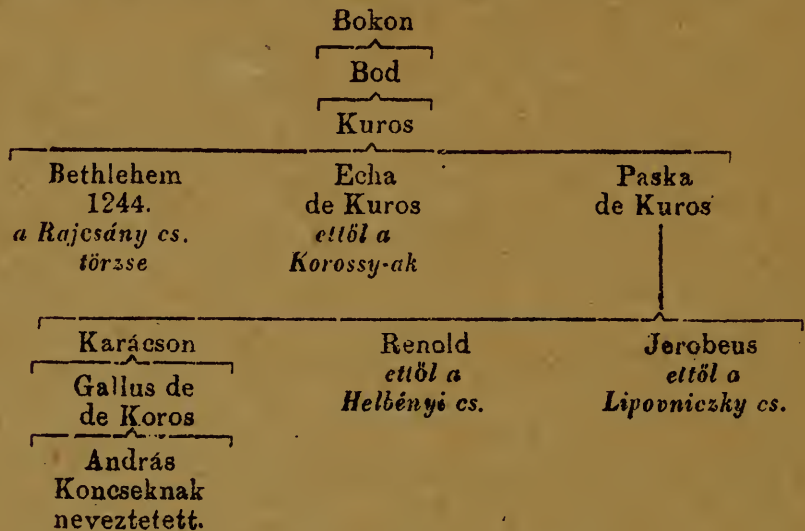 Bokon
Bod
Kuros
Bethlehem
1244.
a Rajcsány cs.
törzse
Echa
de Kuros
ettől a
Korossy-ak
Paska
de Kuros
Karácson
Gallus de
de Koros
András
Koncseknak
neveztetett.
Renold
ettől a
Helbényi cs.
Jerobeus
ettől a
Lipovniczky cs.